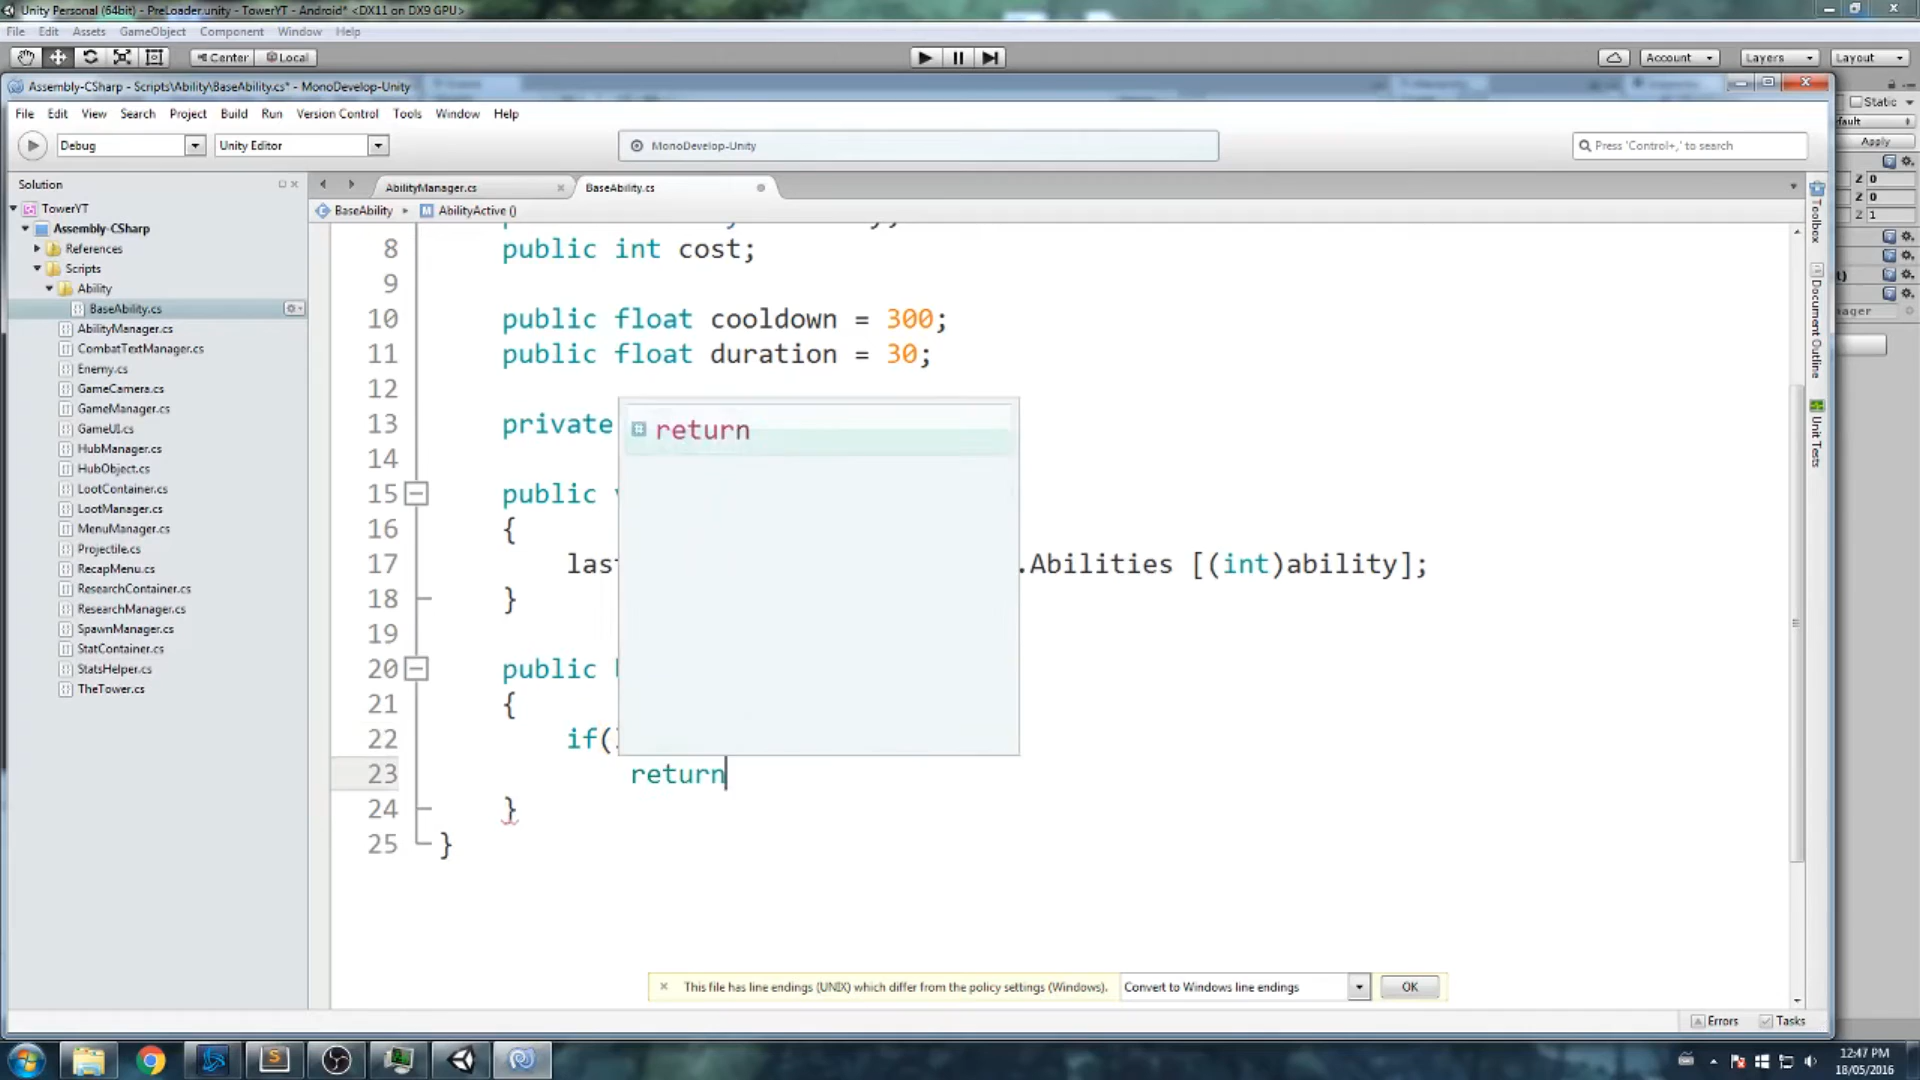 Unity Personal (64bit) - PreLoader.unity - TowerYT - Android* <DX11 on DX9 GPU>
File Edit Assets GameObject Component Window Help
Center Local Account Layers Layout
Assembly-CSharp - Scripts\Ability\BaseAbility.cs* - MonoDevelop-Unity
Static
File Edit View Search Project Build Run Version Control Tools Window Help
Debug Unity Editor MonoDevelop-Unity Press 'Control+,' to search
Apply
Solution
AbilityManager.cs BaseAbility.cs
BaseAbility AbilityActive ()
Z 0
Z 0
Z 1
Toolbox
Document Outline
Unit Tests
TowerYT
Assembly-CSharp
References
Scripts
Ability
BaseAbility.cs
AbilityManager.cs
CombatTextManager.cs
Enemy.cs
GameCamera.cs
GameManager.cs
GameUI.cs
HubManager.cs
HubObject.cs
LootContainer.cs
LootManager.cs
MenuManager.cs
Projectile.cs
RecapMenu.cs
ResearchContainer.cs
ResearchManager.cs
SpawnManager.cs
StatContainer.cs
StatsHelper.cs
TheTower.cs
8 public int cost;
9
10 public float cooldown = 300;
11 public float duration = 30;
12
13 private
14
15 public
16 {
17 las .Abilities [(int)ability];
18 }
19
20 public
21 {
22 if(
23 return
24 }
25 }
return
This file has line endings (UNIX) which differ from the policy settings (Windows). Convert to Windows line endings OK
Errors Tasks
12:47 PM
18/05/2016